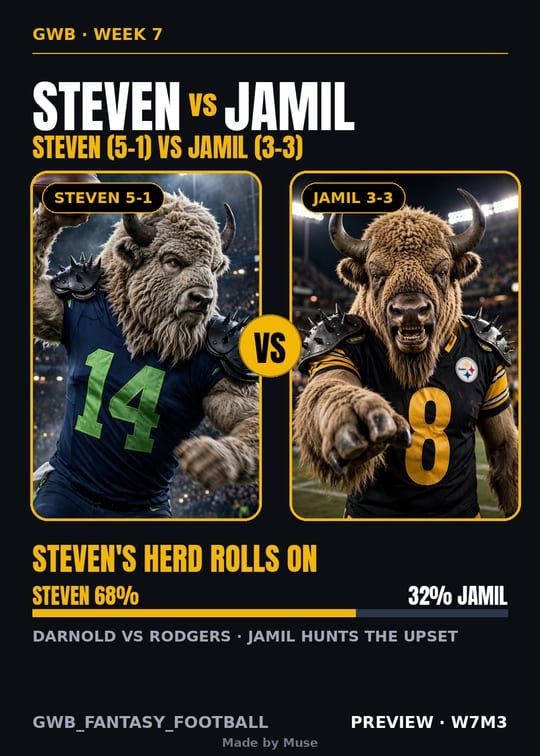 GWB · WEEK 7
STEVEN VS JAMIL
STEVEN (5-1) VS JAMIL (3-3)
STEVEN 5-1
JAMIL 3-3
VS
14
8
STEVEN'S HERD ROLLS ON
STEVEN 68%
32% JAMIL
DARNOLD VS RODGERS · JAMIL HUNTS THE UPSET
GWB_FANTASY_FOOTBALL
PREVIEW · W7M3
Made by Muse